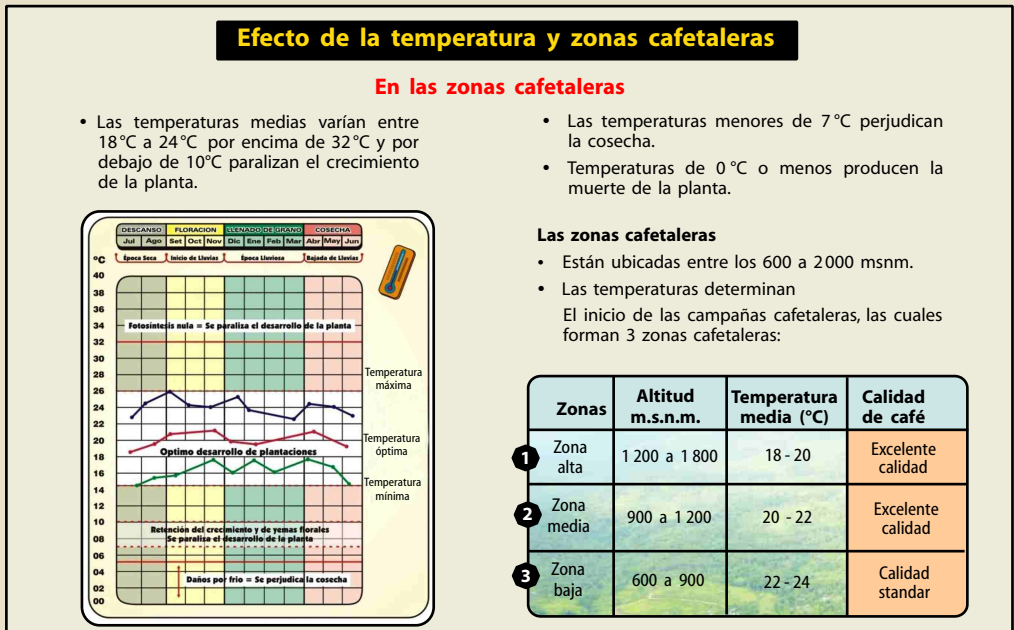 Efecto de la temperatura y zonas cafetaleras
En las zonas cafetaleras
• Las temperaturas medias varían entre
18°C a 24°C por encima de 32°C y por
debajo de 10°C paralizan el crecimiento
de la planta.
DESCANSO FLORACION LLENADO DE GRANO COSECHA
Jul Ago Set Oct Nov Dic Ene Feb Mar Abr May Jun
Época Seca Inicio de Lluvias Época Lluviosa Bajada de Lluvias
°C
40
38
36
34 Fotosíntesis nula = Se paraliza el desarrollo de la planta
32
30
28
26
24
20
18 Optimo desarrollo de plantaciones
16
14
12
10
08 Retención del crecimiento y de yemas florales
Se paraliza el desarrollo de la planta
06
04
02 Daños por frio = Se perjudica la cosecha
00
Temperatura
máxima
Temperatura
óptima
Temperatura
mínima
• Las temperaturas menores de 7°C perjudican
la cosecha.
• Temperaturas de 0°C o menos producen la
muerte de la planta.
Las zonas cafetaleras
• Están ubicadas entre los 600 a 2000 msnm.
• Las temperaturas determinan
El inicio de las campañas cafetaleras, las cuales
forman 3 zonas cafetaleras:
Zonas Altitud m.s.n.m. Temperatura media (°C) Calidad de café
1 Zona alta 1 200 a 1 800 18 - 20 Excelente calidad
2 Zona media 900 a 1 200 20 - 22 Excelente calidad
3 Zona baja 600 a 900 22 - 24 Calidad standar